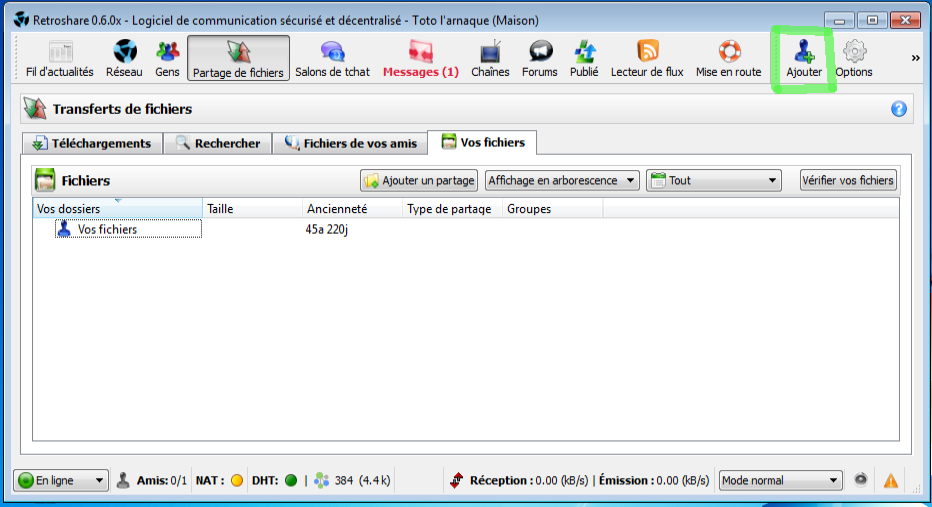 Retroshare 0.6.0x - Logiciel de communication sécurisé et décentralisé - Toto l'arnaque (Maison)
Fil d'actualités Réseau Gens Partage de fichiers Salons de tchat Messages (1) Chaînes Forums Publié Lecteur de flux Mise en route Ajouter Options »
Transferts de fichiers
Téléchargements Rechercher Fichiers de vos amis Vos fichiers
Fichiers Ajouter un partage Affichage en arborescence Tout Vérifier vos fichiers
Vos dossiers Taille Ancienneté Type de partage Groupes
Vos fichiers 45a 220j
En ligne Amis: 0/1 NAT : DHT: | 384 (4.4 k) Réception : 0.00 (kB/s) | Émission : 0.00 (kB/s) Mode normal